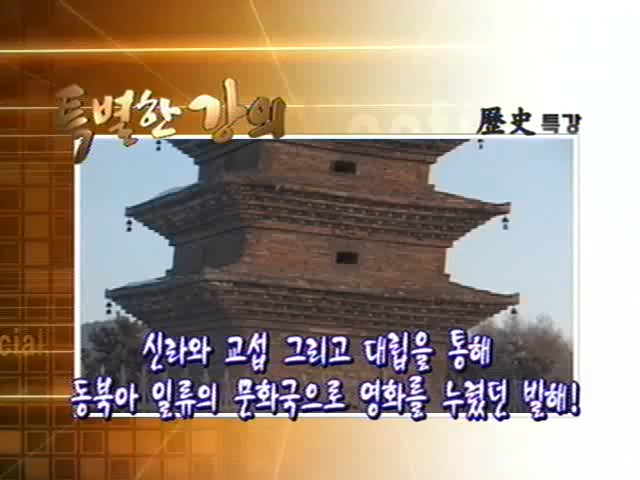 특별한 강의
歷史 특강
cial
신라와 교섭 그리고 대립을 통해
동북아 일류의 문화국으로 영화를 누렸던 발해!